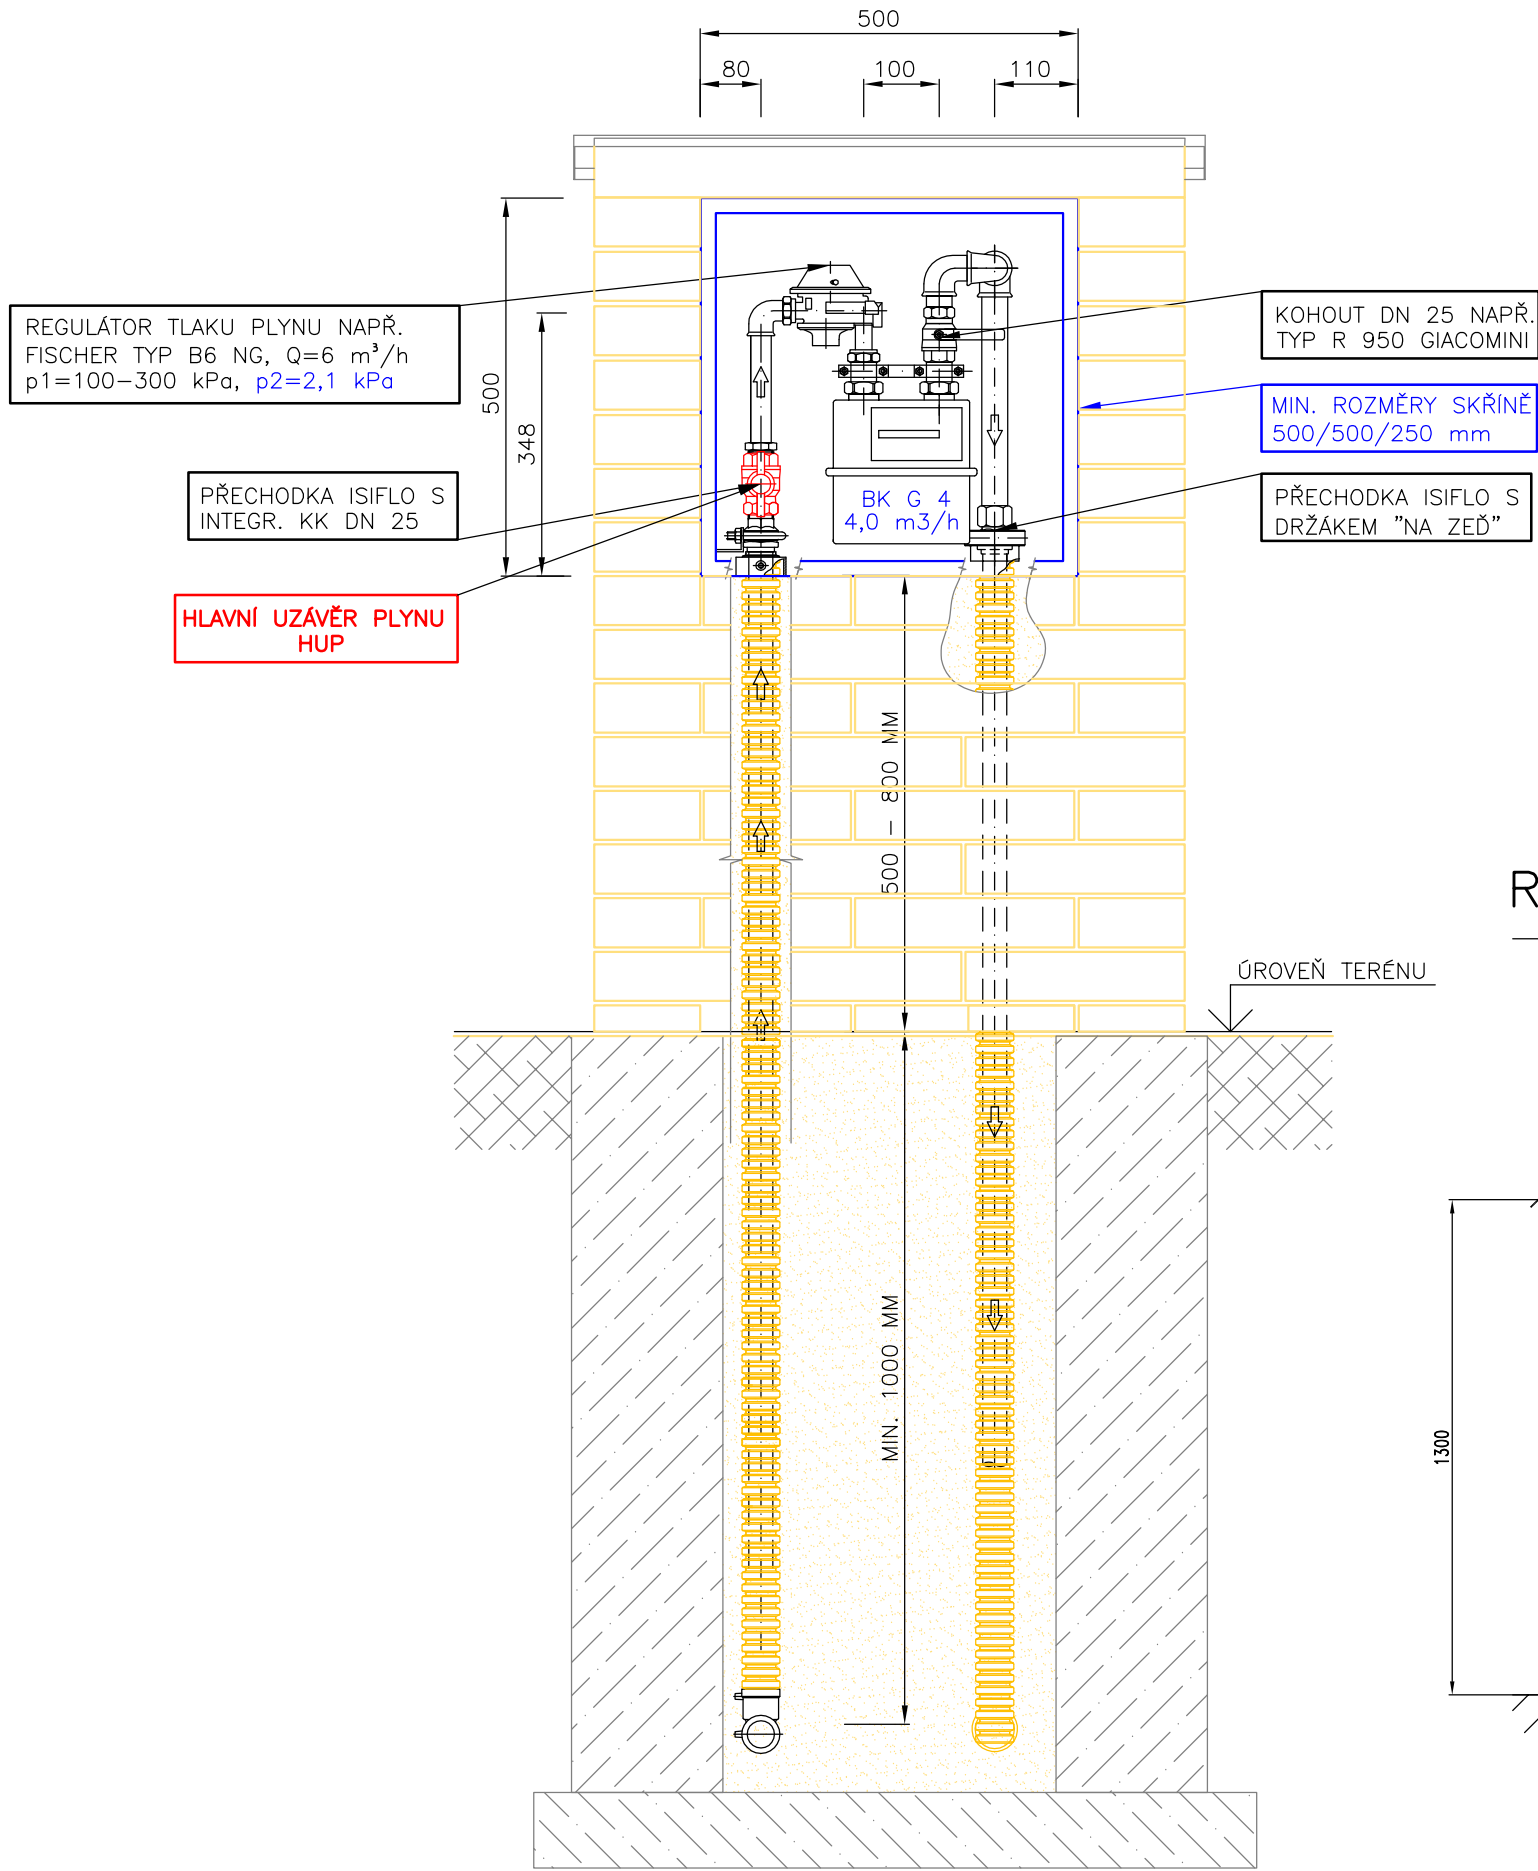 500
80
100
110
REGULÁTOR TLAKU PLYNU NAPŘ.
FISCHER TYP B6 NG, Q=6 m³/h
p1=100-300 kPa, p2=2,1 kPa
KOHOUT DN 25 NAPŘ.
TYP R 950 GIACOMINI
500
348
MIN. ROZMĚRY SKŘÍNĚ
500/500/250 mm
PŘECHODKA ISIFLO S
INTEGR. KK DN 25
BK G 4
4,0 m3/h
PŘECHODKA ISIFLO S
DRŽÁKEM "NA ZEĎ"
HLAVNÍ UZÁVĚR PLYNU
HUP
500 - 800 MM
R
ÚROVEŇ TERÉNU
MIN. 1000 MM
1300